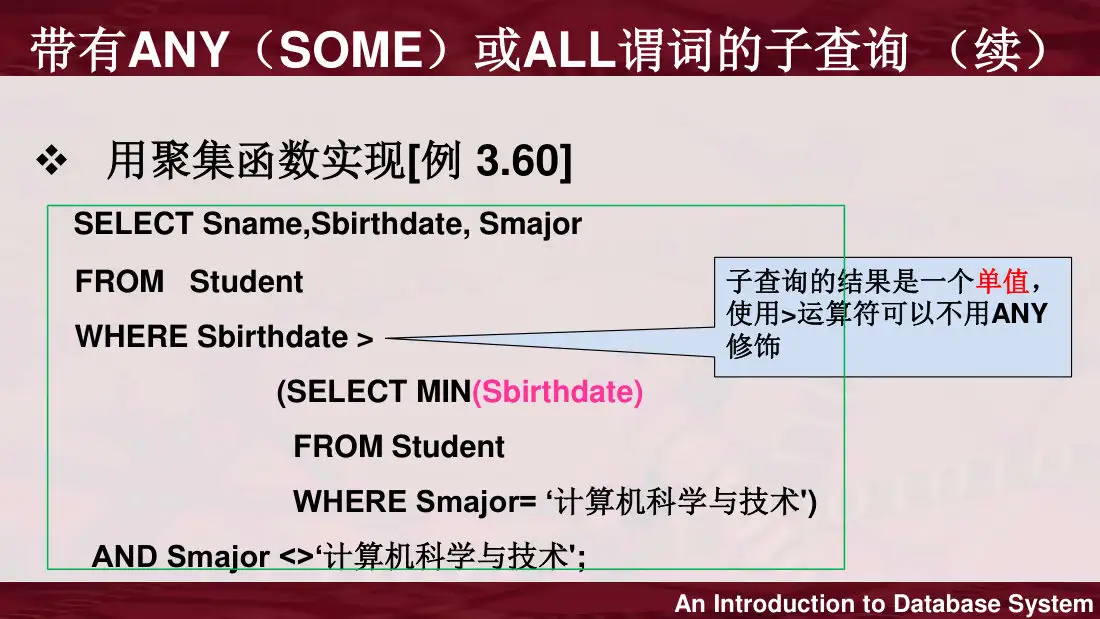 带有ANY（SOME）或ALL谓词的子查询 （续）
❖ 用聚集函数实现[例 3.60]
SELECT Sname,Sbirthdate, Smajor
FROM Student
WHERE Sbirthdate >
(SELECT MIN(Sbirthdate)
FROM Student
WHERE Smajor= ‘计算机科学与技术')
AND Smajor <>‘计算机科学与技术';
子查询的结果是一个单值，
使用>运算符可以不用ANY
修饰
An Introduction to Database System